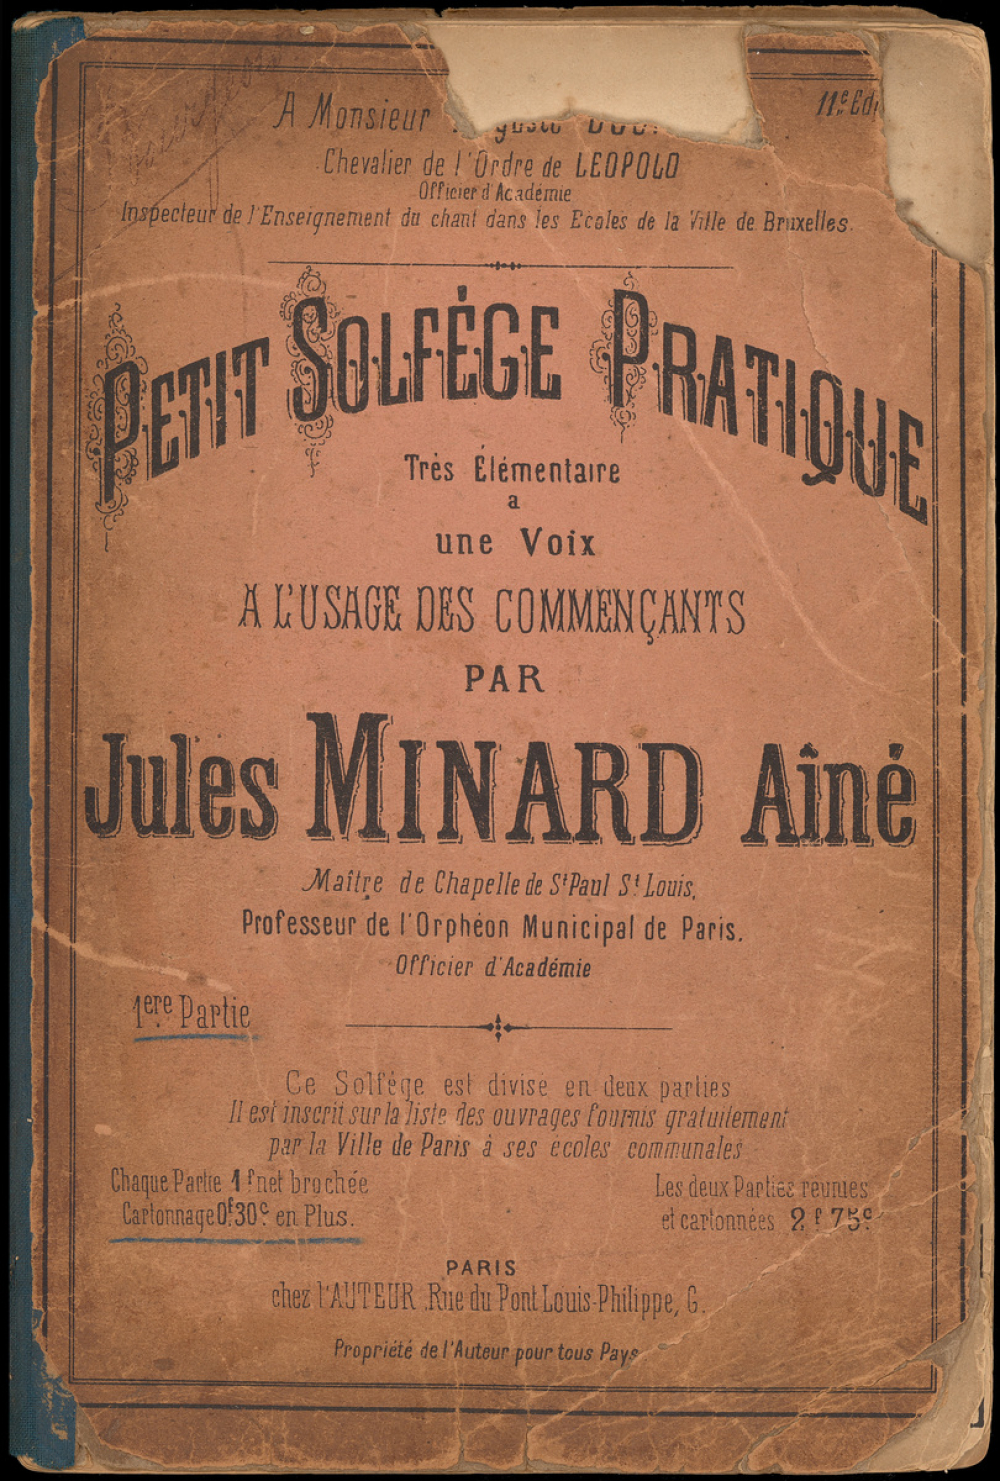 11e Ed
A Monsieur
Chevalier de l'Ordre de LEOPOLD
Officier d'Académie
Inspecteur de l'Enseignement du chant dans les Ecoles de la Ville de Bruxelles.
PETIT SOLFÉGE PRATIQUE
Très Élémentaire
a
une Voix
A L'USAGE DES COMMENÇANTS
PAR
Jules MINARD Aîné
Maître de Chapelle de St Paul St Louis,
Professeur de l'Orphéon Municipal de Paris.
Officier d'Académie
1ere Partie
Ce Solfége est divisé en deux parties
Il est inscrit sur la liste des ouvrages fournis gratuitement
par la Ville de Paris à ses écoles communales
Chaque Partie 1f net brochée
Cartonnage 0f.30c en Plus.
Les deux Parties reunies
et cartonnées 2f 75c
PARIS
chez l'AUTEUR Rue du Pont Louis-Philippe, 6.
Propriété de l'Auteur pour tous Pays